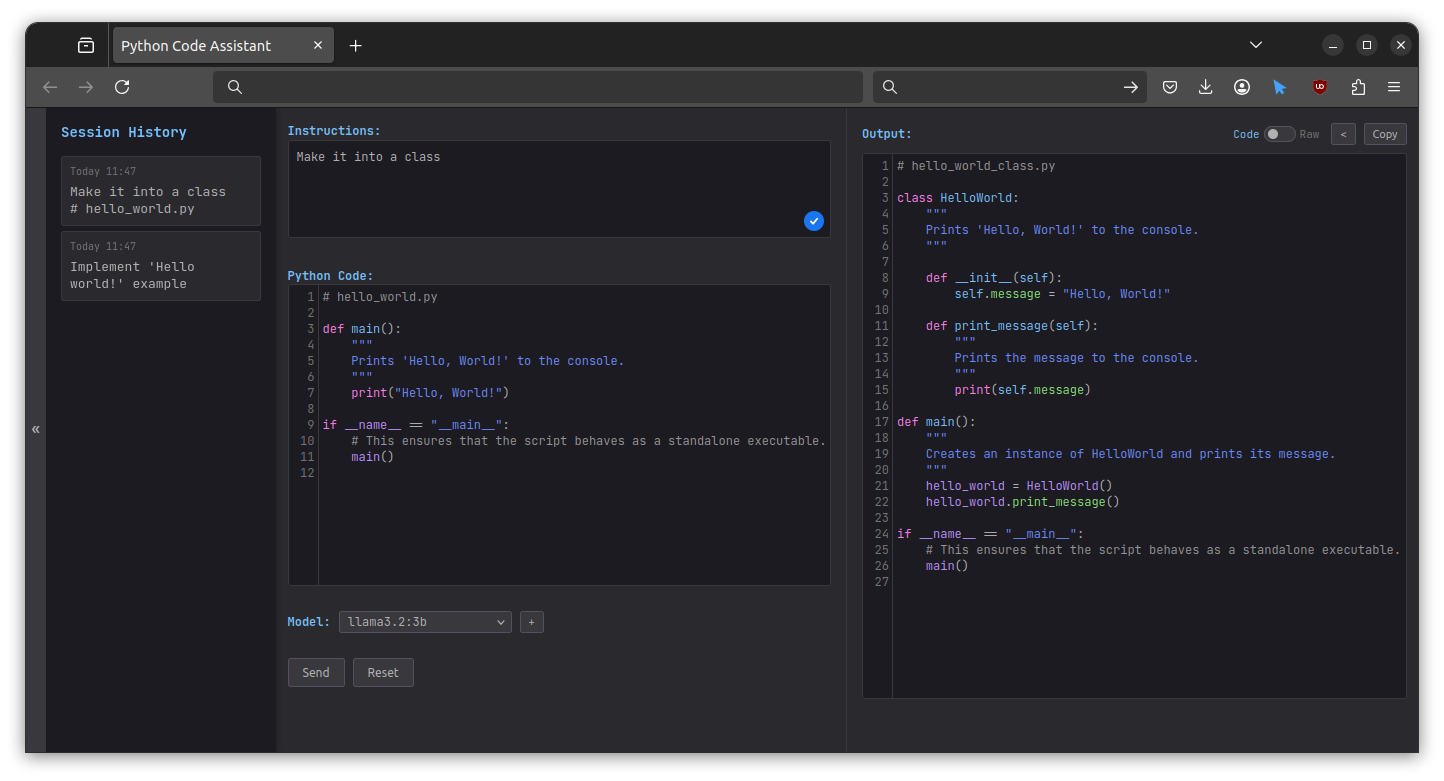 Python Code Assistant
Session History
Today 11:47
Make it into a class
# hello_world.py
Today 11:47
Implement 'Hello
world!' example
«
Instructions:
Make it into a class
Python Code:
1 # hello_world.py
2
3 def main():
4     """
5     Prints 'Hello, World!' to the console.
6     """
7     print("Hello, World!")
8
9 if __name__ == "__main__":
10     # This ensures that the script behaves as a standalone executable.
11     main()
12
Model: llama3.2:3b +
Send Reset
Output: Code Raw < Copy
1 # hello_world_class.py
2
3 class HelloWorld:
4     """
5     Prints 'Hello, World!' to the console.
6     """
7
8     def __init__(self):
9         self.message = "Hello, World!"
10
11     def print_message(self):
12         """
13         Prints the message to the console.
14         """
15         print(self.message)
16
17 def main():
18     """
19     Creates an instance of HelloWorld and prints its message.
20     """
21     hello_world = HelloWorld()
22     hello_world.print_message()
23
24 if __name__ == "__main__":
25     # This ensures that the script behaves as a standalone executable.
26     main()
27